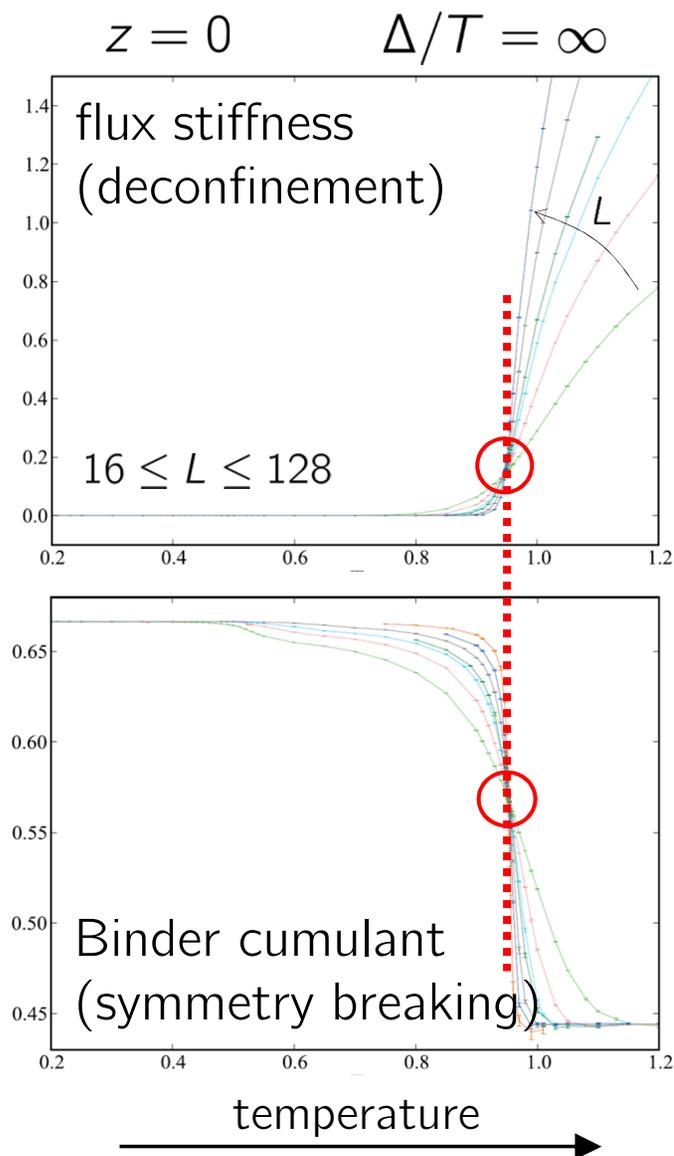 z = 0 Δ/T = ∞
flux stiffness
(deconfinement)
L
16 ≤ L ≤ 128
1.4
1.2
1.0
0.8
0.6
0.4
0.2
0.0
0.2 0.4 0.6 0.8 1.0 1.2
0.65
0.60
0.55
0.50
0.45
Binder cumulant
(symmetry breaking)
0.2 0.4 0.6 0.8 1.0 1.2
temperature